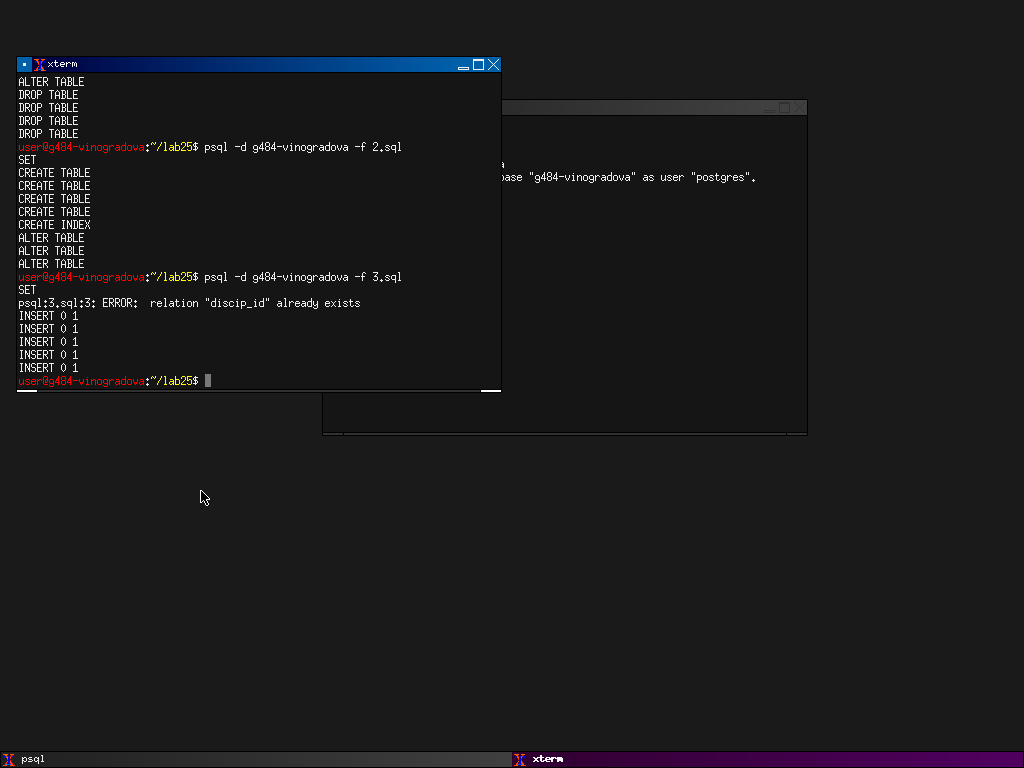 xterm
ALTER TABLE
DROP TABLE
DROP TABLE
DROP TABLE
DROP TABLE
user@g484-vinogradova:~/lab25$ psql -d g484-vinogradova -f 2.sql
SET
CREATE TABLE
CREATE TABLE
CREATE TABLE
CREATE TABLE
CREATE INDEX
ALTER TABLE
ALTER TABLE
ALTER TABLE
user@g484-vinogradova:~/lab25$ psql -d g484-vinogradova -f 3.sql
SET
psql:3.sql:3: ERROR:  relation "discip_id" already exists
INSERT 0 1
INSERT 0 1
INSERT 0 1
INSERT 0 1
INSERT 0 1
user@g484-vinogradova:~/lab25$
"g484-vinogradova" as user "postgres".
psql
xterm